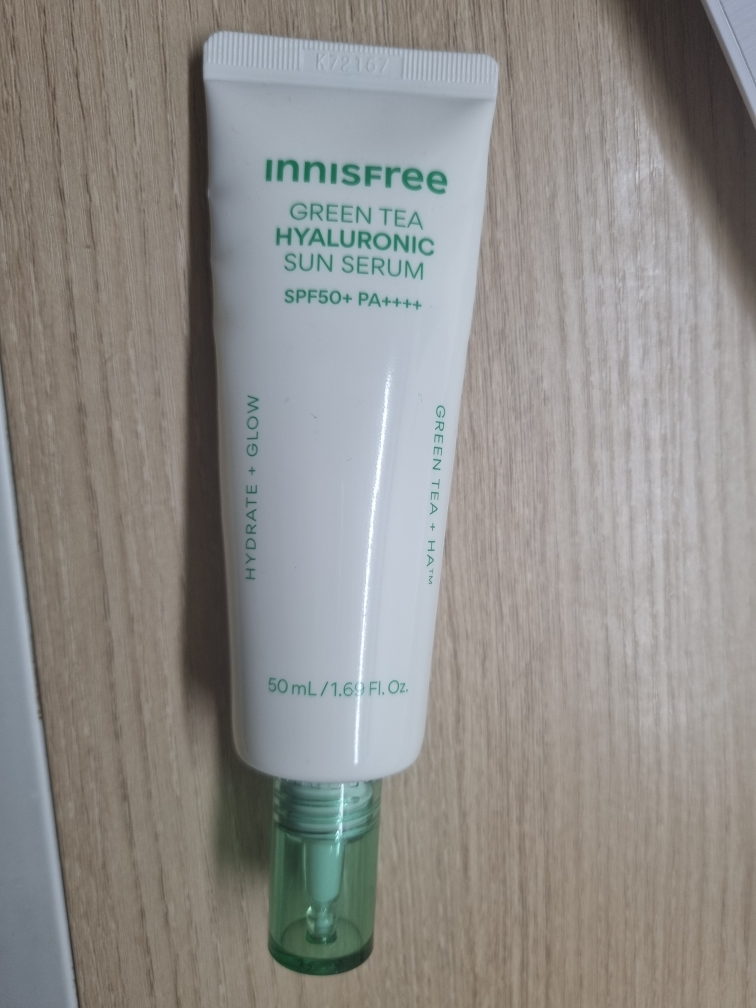 K72167
innisfree
GREEN TEA
HYALURONIC
SUN SERUM
SPF50+ PA++++
HYDRATE + GLOW
GREEN TEA + HA™
50 mL / 1.69 Fl. Oz.